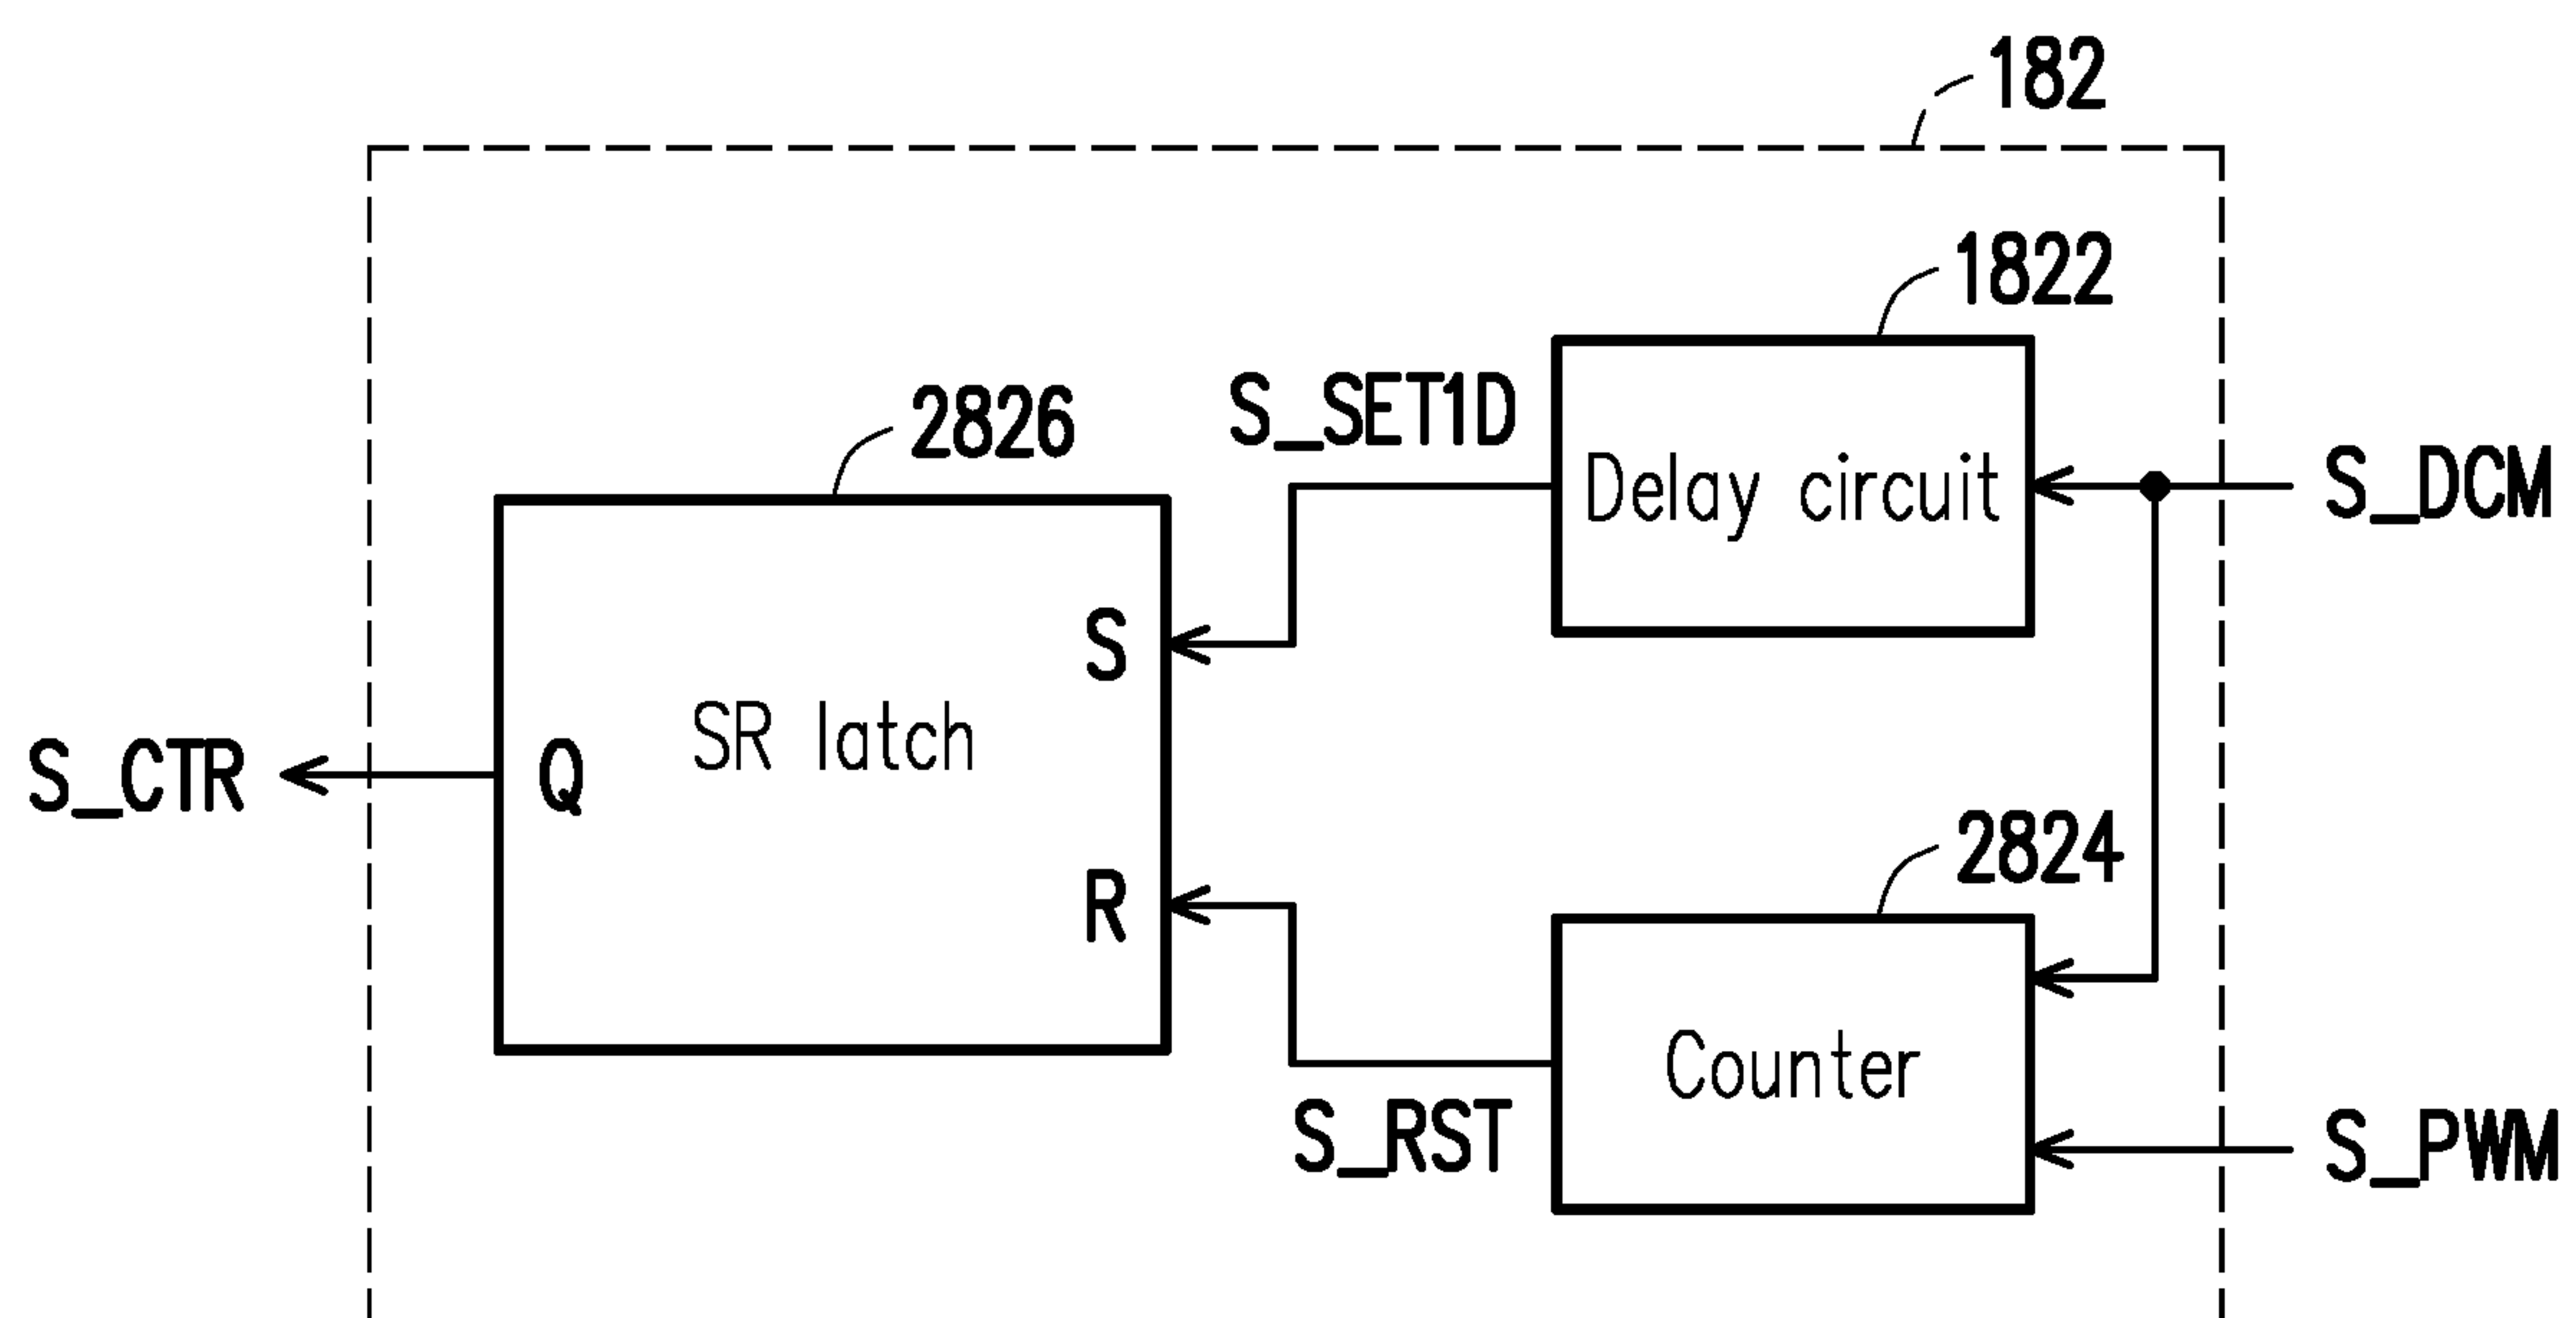 182
1822
2826
S_SET1D
Delay circuit
S_DCM
S
SR latch
S_CTR
Q
2824
R
Counter
S_RST
S_PWM